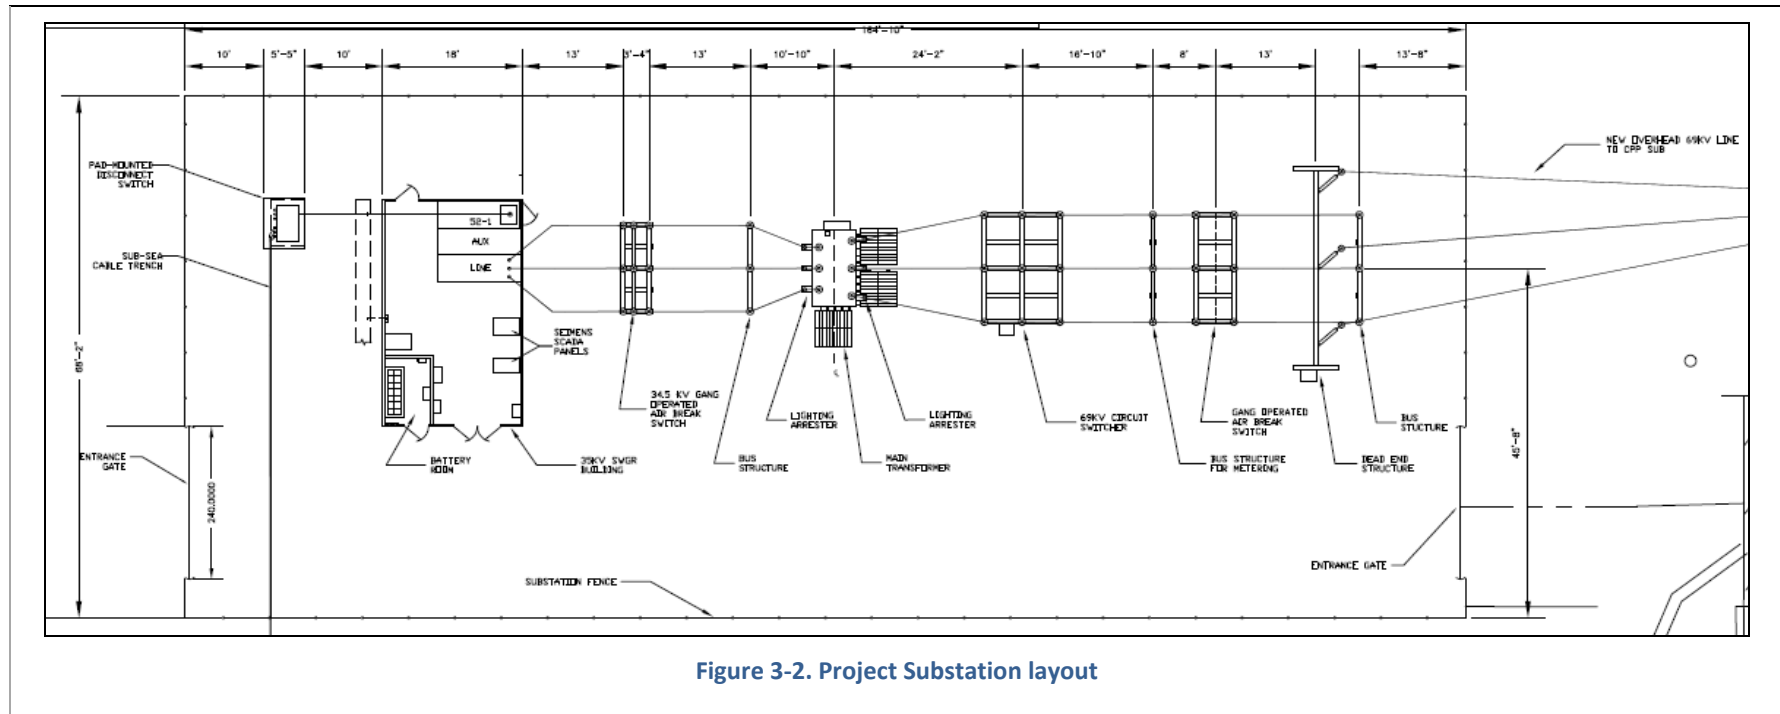 164'-10"
10'
5'-5"
10'
18'
13'
3'-4"
13'
10'-10"
24'-2"
16'-10"
8'
13'
13'-8"
NEW OVERHEAD 69KV LINE
TO CPP SUB
PAD-MOUNTED
DISCONNECT
SWITCH
52-1
AUX
LINE
SUB-SEA
CABLE TRENCH
SEIMENS
SCADA
PANELS
34.5 KV GANG
OPERATED
AIR BREAK
SWITCH
LIGHTING
ARRESTER
LIGHTING
ARRESTER
69KV CIRCUIT
SWITCHER
GANG OPERATED
AIR BREAK
SWITCH
BUS
STUCTURE
45'-8"
ENTRANCE
GATE
BATTERY
ROOM
35KV SWGR
BUILDING
BUS
STRUCTURE
MAIN
TRANSFORMER
BUS STRUCTURE
FOR METERING
DEAD END
STRUCTURE
240.0000
SUBSTATION FENCE
ENTRANCE GATE
Figure 3-2. Project Substation layout